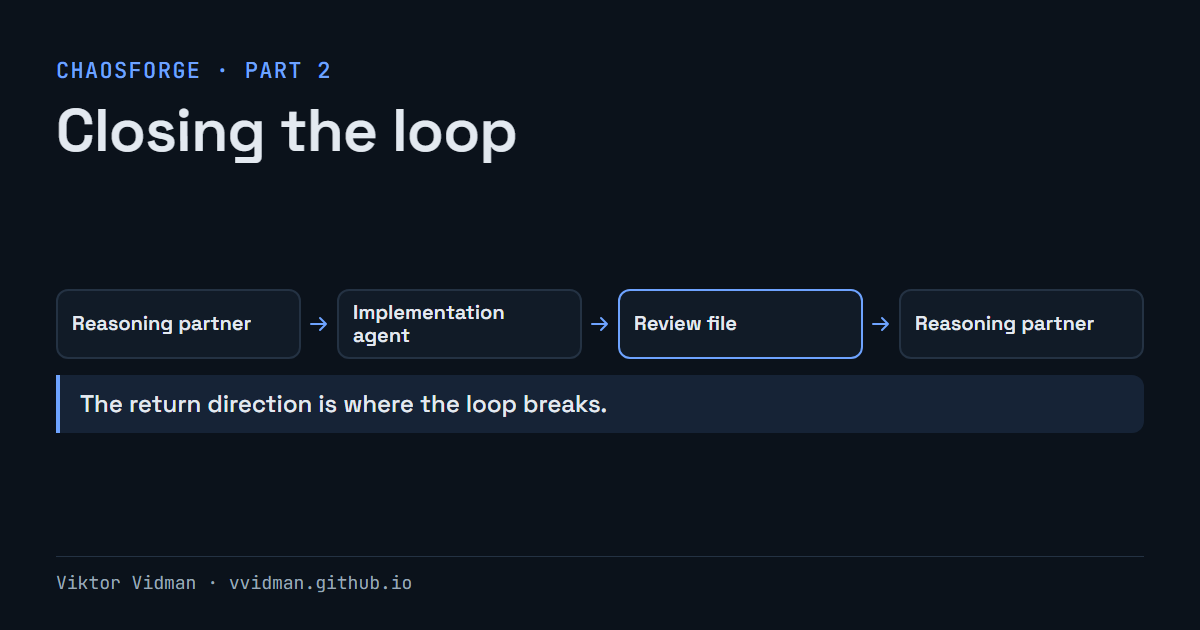 CHAOSFORGE · PART 2
Closing the loop
Reasoning partner
→
Implementation
agent
→
Review file
→
Reasoning partner
The return direction is where the loop breaks.
Viktor Vidman · vvidman.github.io